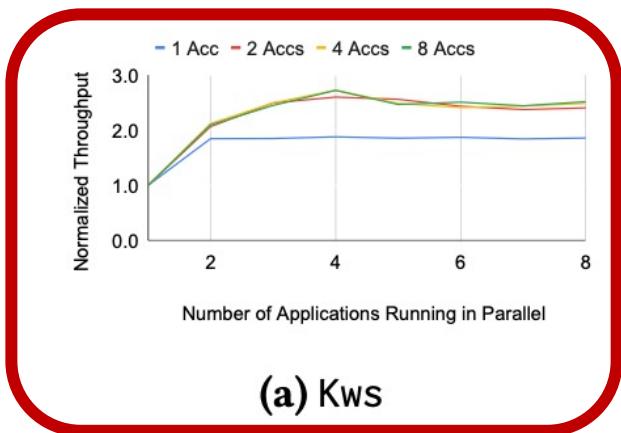 1 Acc 2 Accs 4 Accs 8 Accs
Normalized Throughput
3.0
2.0
1.0
0.0
2 4 6 8
Number of Applications Running in Parallel
(a) Kws